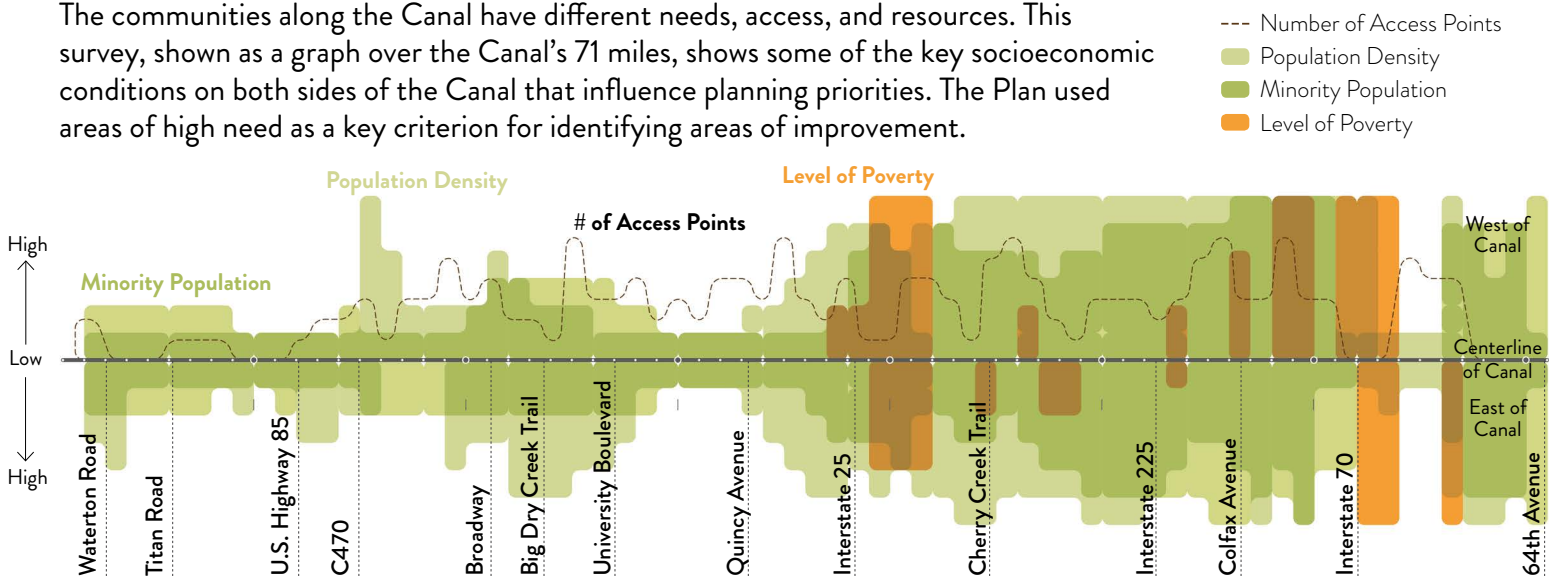 The communities along the Canal have different needs, access, and resources. This
survey, shown as a graph over the Canal’s 71 miles, shows some of the key socioeconomic
conditions on both sides of the Canal that influence planning priorities. The Plan used
areas of high need as a key criterion for identifying areas of improvement.
Number of Access Points
Population Density
Minority Population
Level of Poverty
Population Density
Level of Poverty
# of Access Points
Minority Population
High
Low
High
West of
Canal
Centerline
of Canal
East of
Canal
Waterton Road
Titan Road
U.S. Highway 85
C470
Broadway
Big Dry Creek Trail
University Boulevard
Quincy Avenue
Interstate 25
Cherry Creek Trail
Interstate 225
Colfax Avenue
Interstate 70
64th Avenue